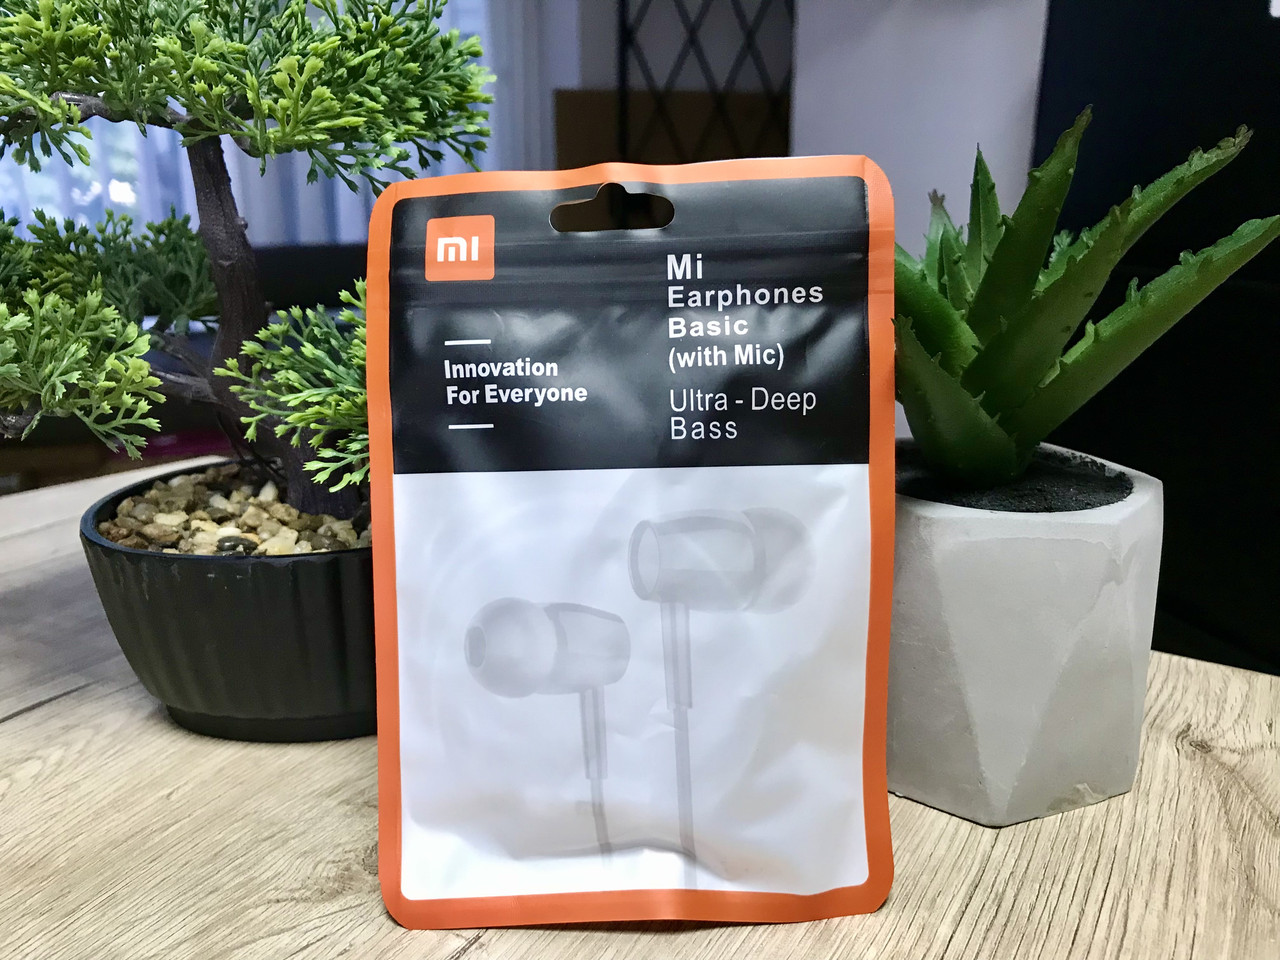 mi
Innovation
For Everyone
Mi
Earphones
Basic
(with Mic)
Ultra - Deep
Bass